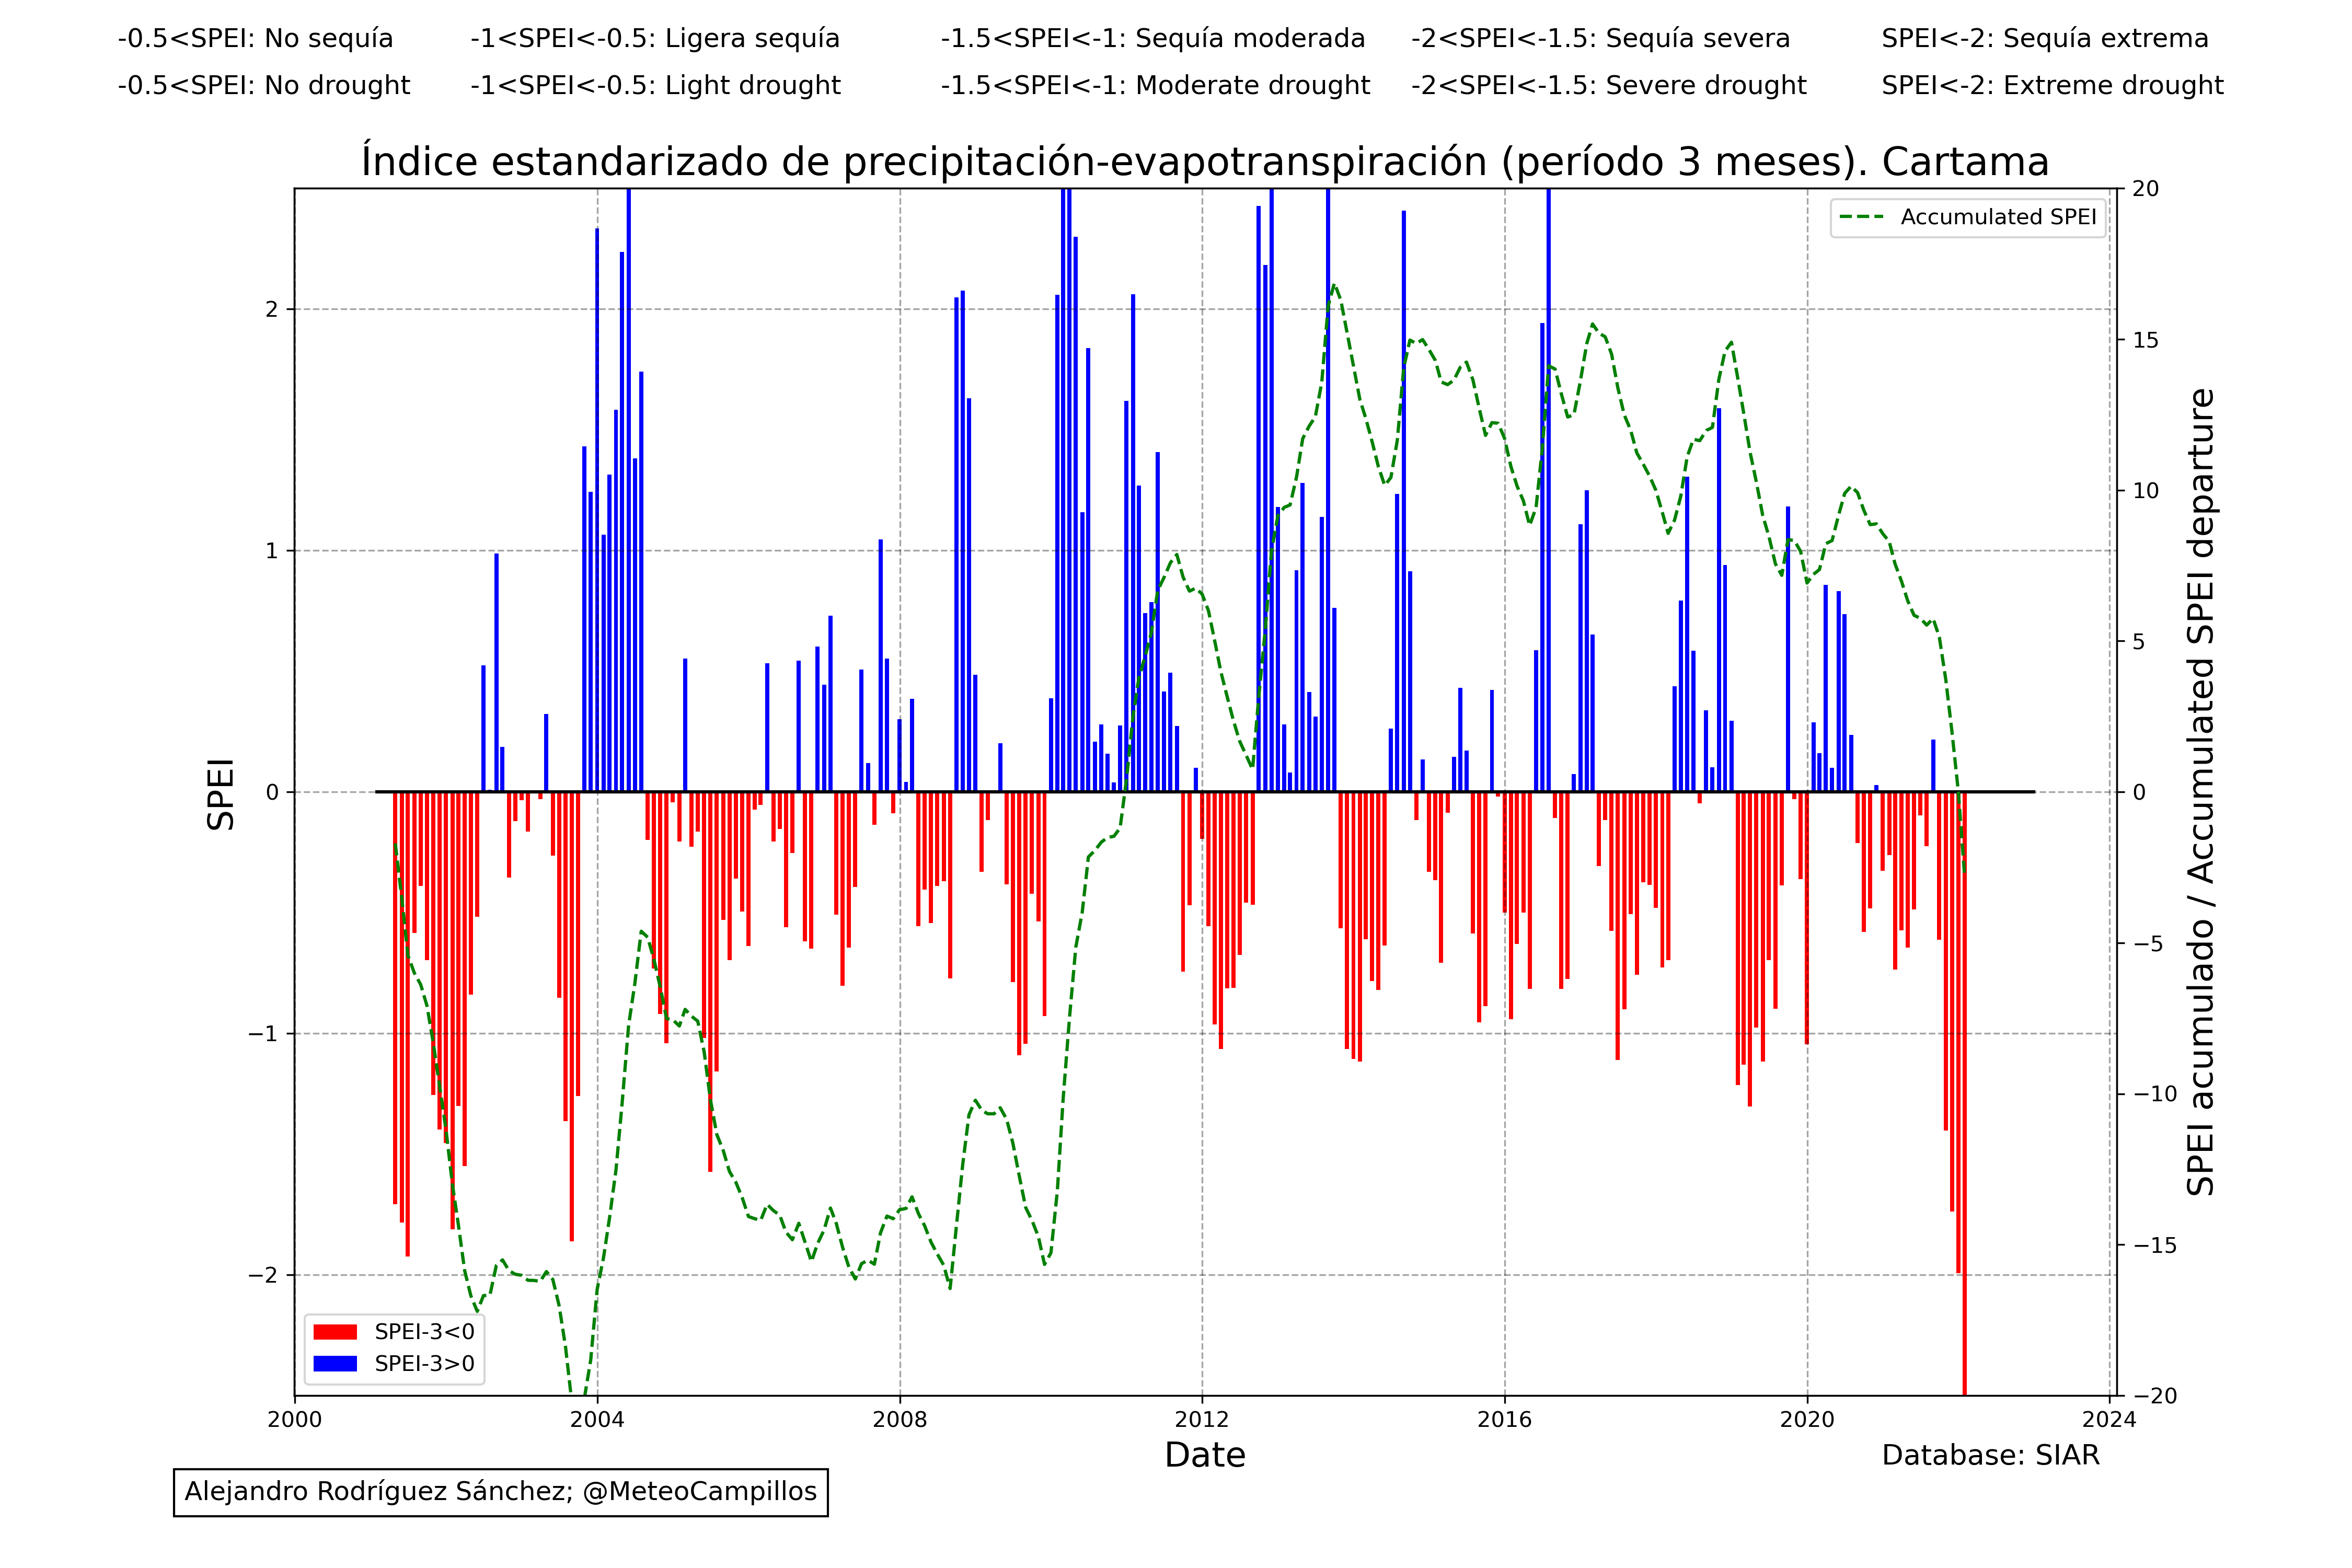 -0.5<SPEI: No sequía
-1<SPEI<-0.5: Ligera sequía
-1.5<SPEI<-1: Sequía moderada
-2<SPEI<-1.5: Sequía severa
SPEI<-2: Sequía extrema
-0.5<SPEI: No drought
-1<SPEI<-0.5: Light drought
-1.5<SPEI<-1: Moderate drought
-2<SPEI<-1.5: Severe drought
SPEI<-2: Extreme drought
Índice estandarizado de precipitación-evapotranspiración (período 3 meses). Cartama
SPEI
2
1
0
−1
−2
Accumulated SPEI
20
15
10
5
0
−5
−10
−15
−20
SPEI acumulado / Accumulated SPEI departure
SPEI-3<0
SPEI-3>0
2000
2004
2008
2012
2016
2020
2024
Date
Database: SIAR
Alejandro Rodríguez Sánchez; @MeteoCampillos